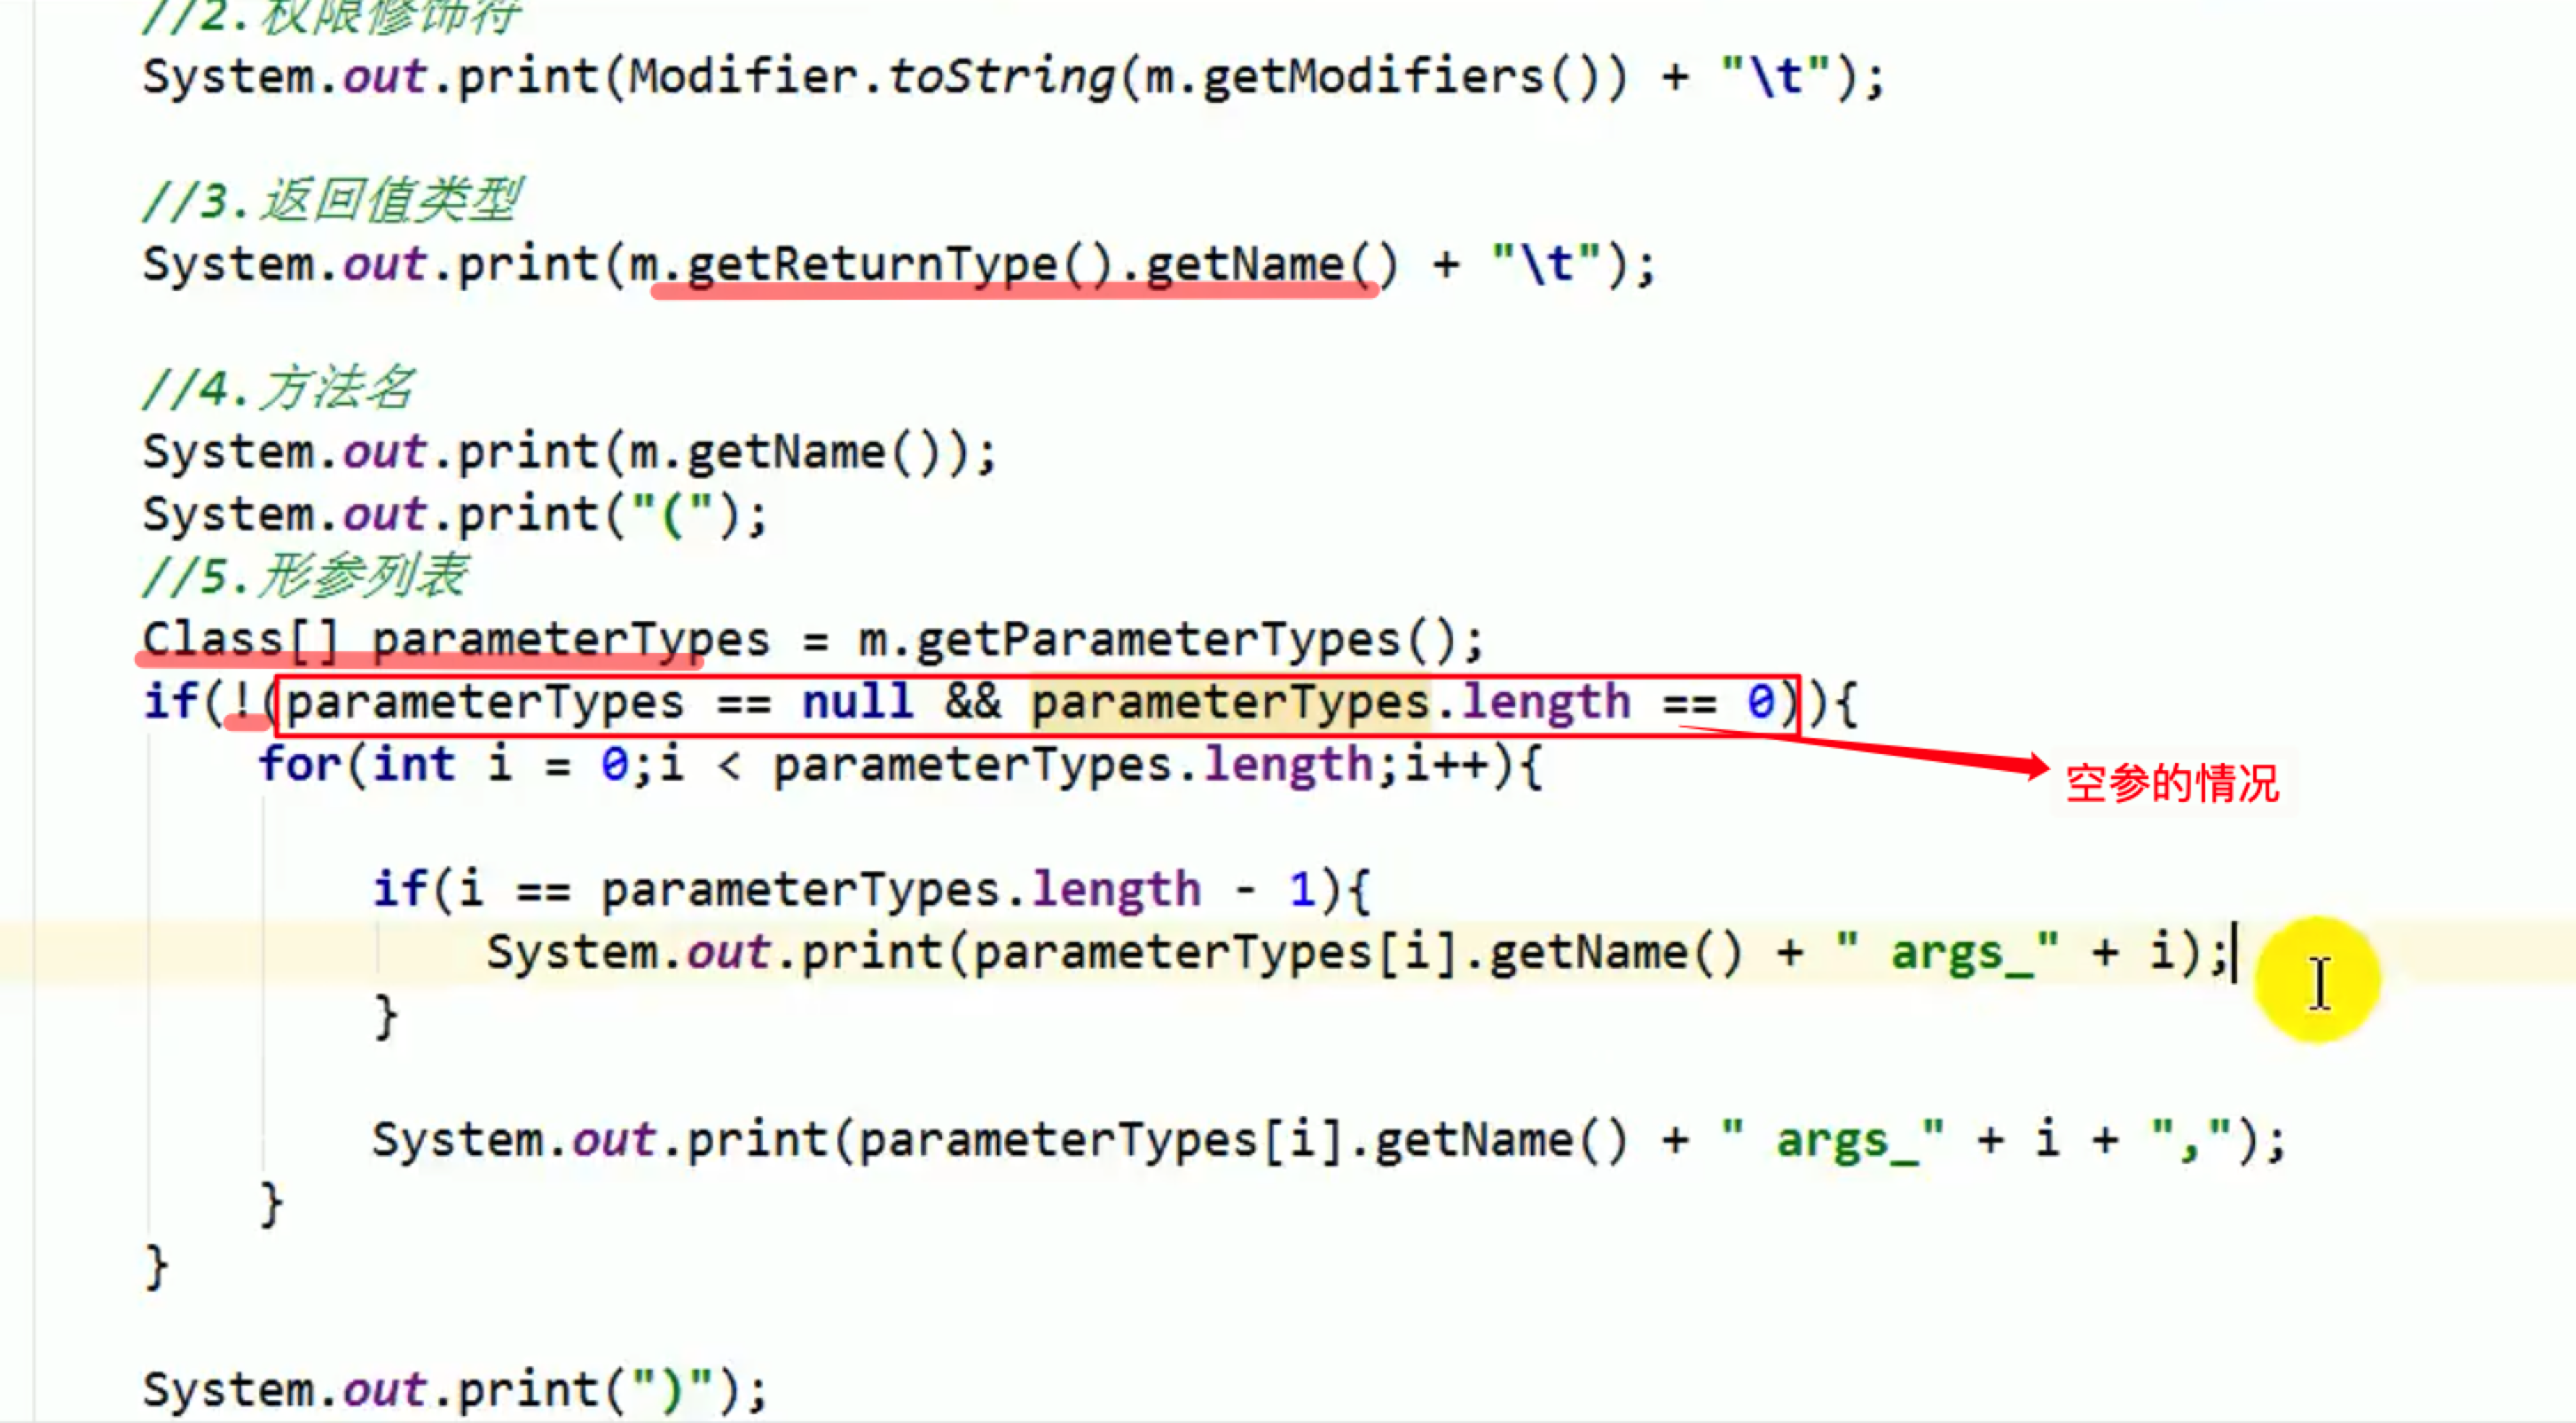 //2.权限修饰符
System.out.print(Modifier.toString(m.getModifiers()) + "\t");
//3.返回值类型
System.out.print(m.getReturnType().getName() + "\t");
//4.方法名
System.out.print(m.getName());
System.out.print("(");
//5.形参列表
Class[] parameterTypes = m.getParameterTypes();
if(!(parameterTypes == null && parameterTypes.length == 0)){
for(int i = 0;i < parameterTypes.length;i++){
空参的情况
if(i == parameterTypes.length - 1){
System.out.print(parameterTypes[i].getName() + " args_" + i);
}
System.out.print(parameterTypes[i].getName() + " args_" + i + ",");
}
}
System.out.print(")");